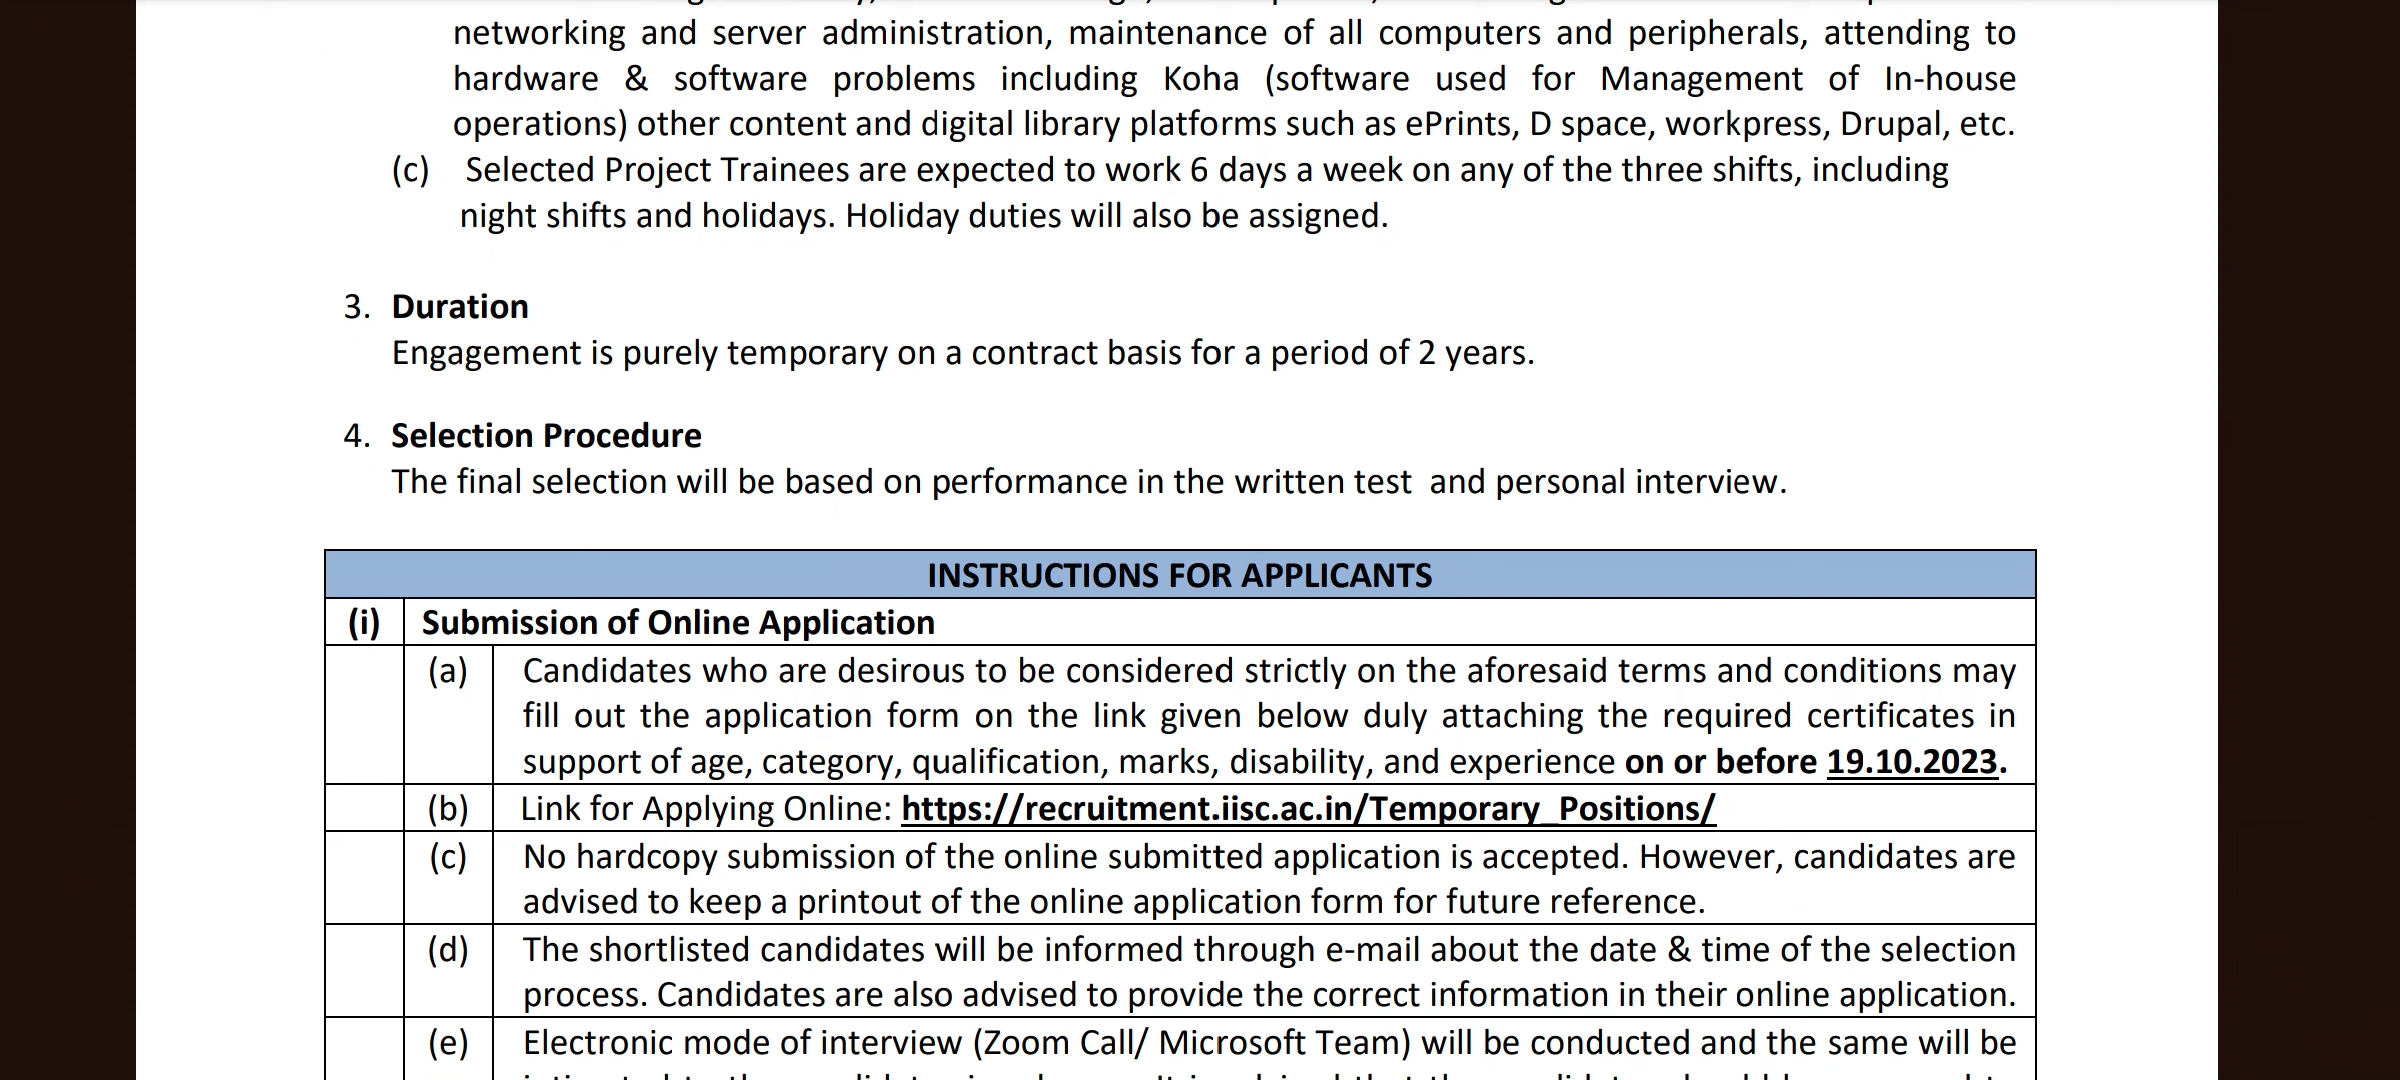 networking and server administration, maintenance of all computers and peripherals, attending to
hardware & software problems including Koha (software used for Management of In-house
operations) other content and digital library platforms such as ePrints, D space, workpress, Drupal, etc.
(c) Selected Project Trainees are expected to work 6 days a week on any of the three shifts, including
night shifts and holidays. Holiday duties will also be assigned.
3. Duration
Engagement is purely temporary on a contract basis for a period of 2 years.
4. Selection Procedure
The final selection will be based on performance in the written test and personal interview.
INSTRUCTIONS FOR APPLICANTS
(i) Submission of Online Application
(a) Candidates who are desirous to be considered strictly on the aforesaid terms and conditions may
fill out the application form on the link given below duly attaching the required certificates in
support of age, category, qualification, marks, disability, and experience on or before 19.10.2023.
(b) Link for Applying Online: https://recruitment.iisc.ac.in/Temporary_Positions/
(c) No hardcopy submission of the online submitted application is accepted. However, candidates are
advised to keep a printout of the online application form for future reference.
(d) The shortlisted candidates will be informed through e-mail about the date & time of the selection
process. Candidates are also advised to provide the correct information in their online application.
(e) Electronic mode of interview (Zoom Call/ Microsoft Team) will be conducted and the same will be